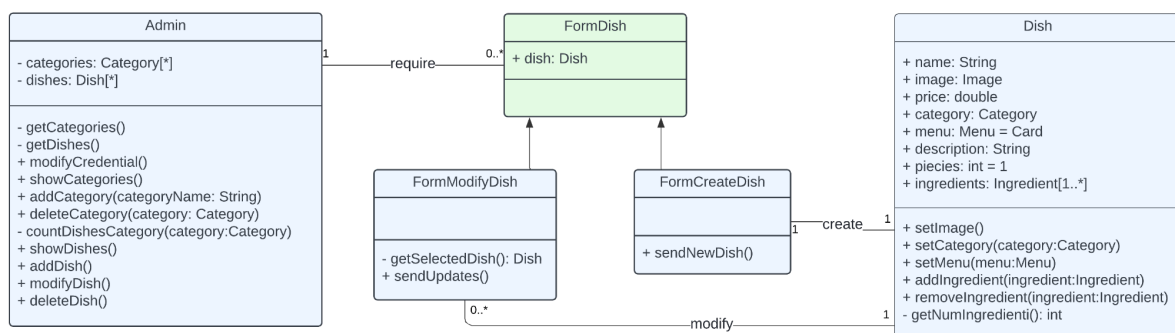 Admin
- categories: Category[*]
- dishes: Dish[*]
- getCategories()
- getDishes()
+ modifyCredential()
+ showCategories()
+ addCategory(categoryName: String)
+ deleteCategory(category: Category)
- countDishesCategory(category:Category)
+ showDishes()
+ addDish()
+ modifyDish()
+ deleteDish()
1
require
0..*
FormDish
+ dish: Dish
FormModifyDish
- getSelectedDish(): Dish
+ sendUpdates()
FormCreateDish
+ sendNewDish()
1
create
1
0..*
modify
1
Dish
+ name: String
+ image: Image
+ price: double
+ category: Category
+ menu: Menu = Card
+ description: String
+ piecies: int = 1
+ ingredients: Ingredient[1..*]
+ setImage()
+ setCategory(category:Category)
+ setMenu(menu:Menu)
+ addIngredient(ingredient:Ingredient)
+ removeIngredient(ingredient:Ingredient)
- getNumIngredienti(): int